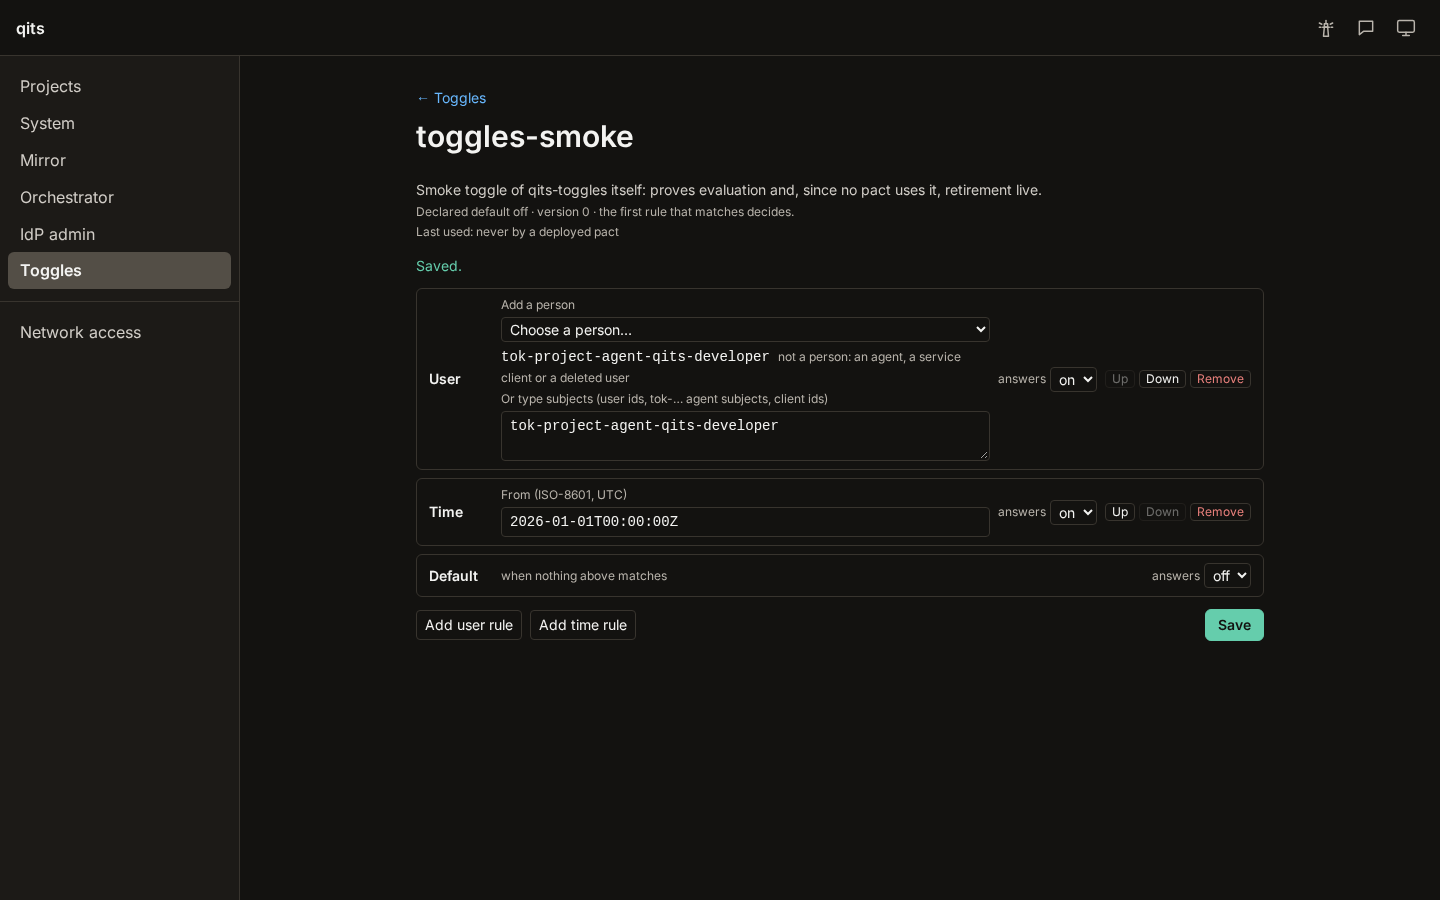 qits
Projects
System
Mirror
Orchestrator
IdP admin
Toggles
Network access
← Toggles
toggles-smoke
Smoke toggle of qits-toggles itself: proves evaluation and, since no pact uses it, retirement live.
Declared default off · version 0 · the first rule that matches decides.
Last used: never by a deployed pact
Saved.
User
Add a person
Choose a person...
tok-project-agent-qits-developer not a person: an agent, a service
client or a deleted user
Or type subjects (user ids, tok-... agent subjects, client ids)
tok-project-agent-qits-developer
answers on Up Down Remove
Time
From (ISO-8601, UTC)
2026-01-01T00:00:00Z
answers on Up Down Remove
Default when nothing above matches answers off
Add user rule Add time rule Save